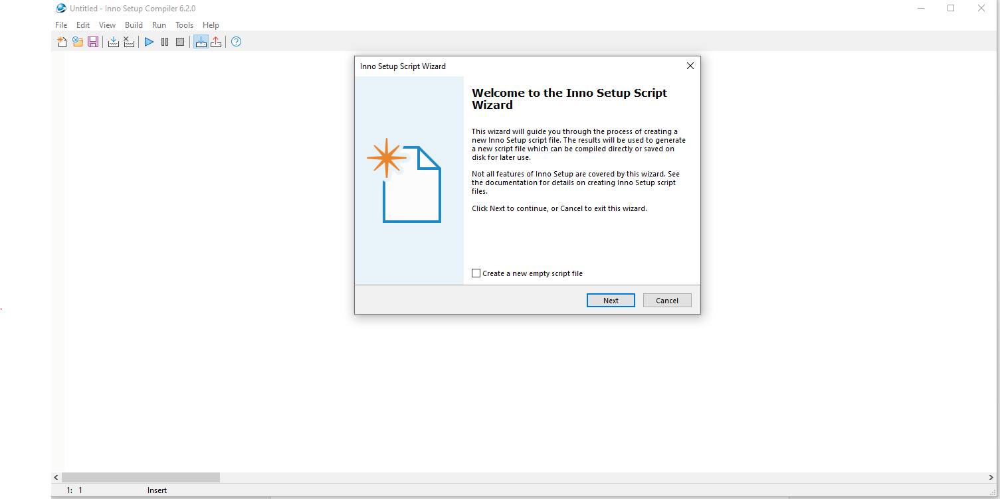 Untitled - Inno Setup Compiler 6.2.0
File Edit View Build Run Tools Help
Inno Setup Script Wizard
Welcome to the Inno Setup Script
Wizard
This wizard will guide you through the process of creating a
new Inno Setup script file. The results will be used to generate
a new script file which can be compiled directly or saved on
disk for later use.
Not all features of Inno Setup are covered by this wizard. See
the documentation for details on creating Inno Setup script
files.
Click Next to continue, or Cancel to exit this wizard.
Create a new empty script file
Next Cancel
1: 1 Insert